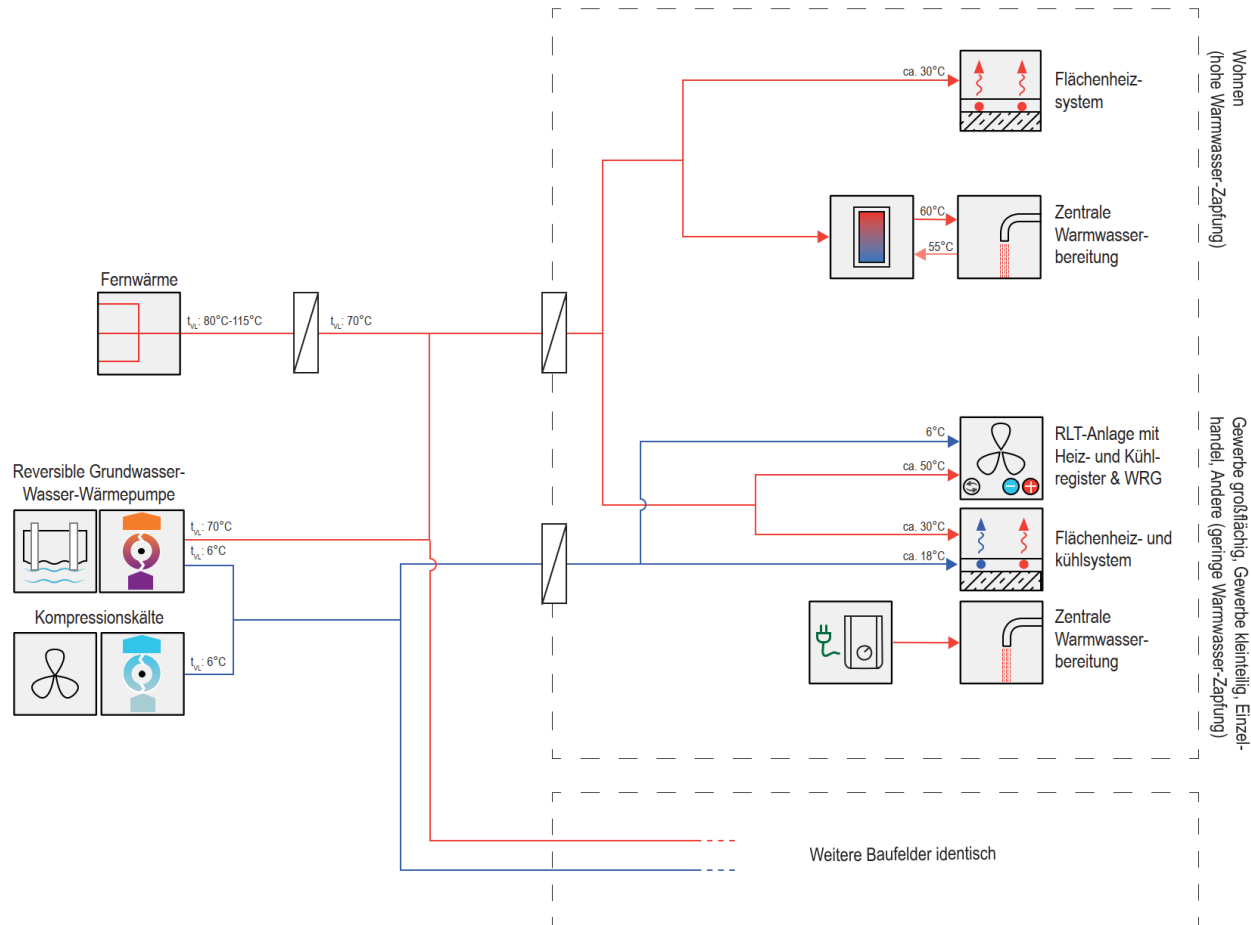 Fernwärme
tVL: 80°C-115°C
tVL: 70°C
Reversible Grundwasser-
Wasser-Wärmepumpe
tVL: 70°C
tVL: 6°C
Kompressionskälte
tVL: 6°C
ca. 30°C
Flächenheiz-
system
60°C
55°C
Zentrale
Warmwasser-
bereitung
Wohnen
(hohe Warmwasser-Zapfung)
6°C
ca. 50°C
RLT-Anlage mit
Heiz- und Kühl-
register & WRG
ca. 30°C
ca. 18°C
Flächenheiz- und
kühlsystem
Zentrale
Warmwasser-
bereitung
Gewerbe großflächig, Gewerbe kleinteilig, Einzel-
handel, Andere (geringe Warmwasser-Zapfung)
Weitere Baufelder identisch